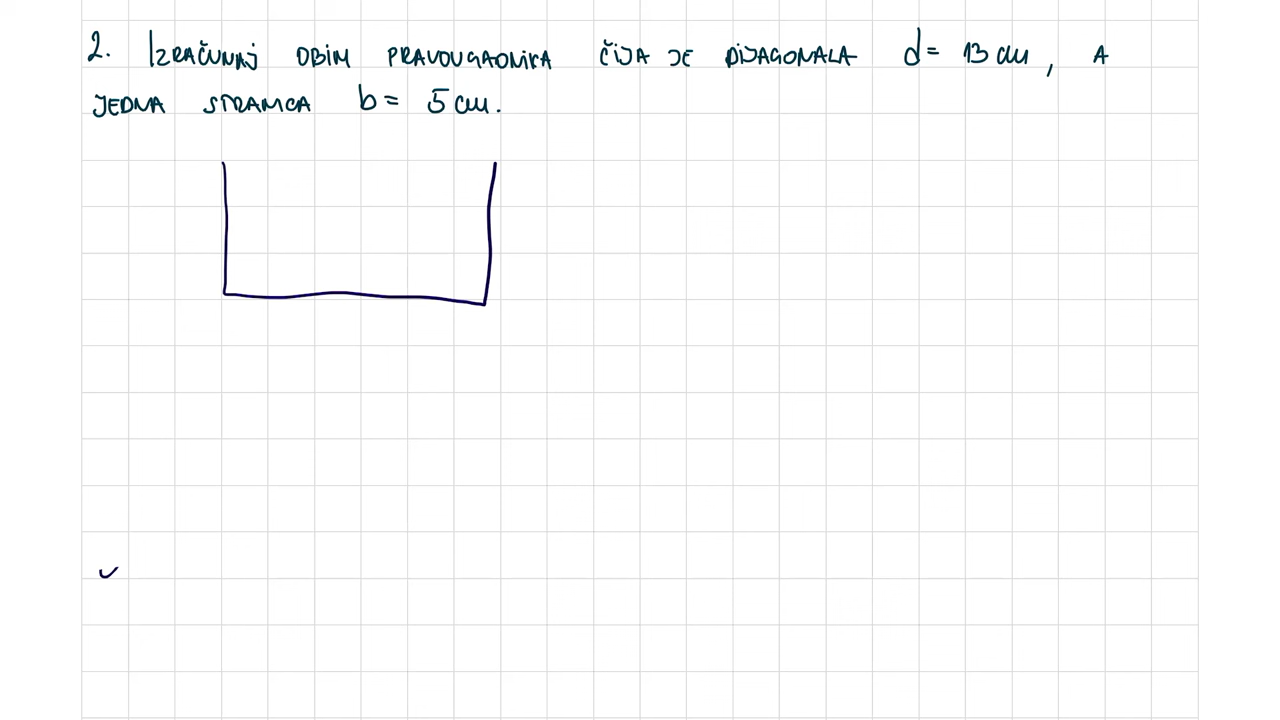 2. IZRAČUNAJ OBIM PRAVOUGAONIKA ČIJA JE DIJAGONALA d = 13 cm, A
JEDNA STRANICA b = 5 cm.